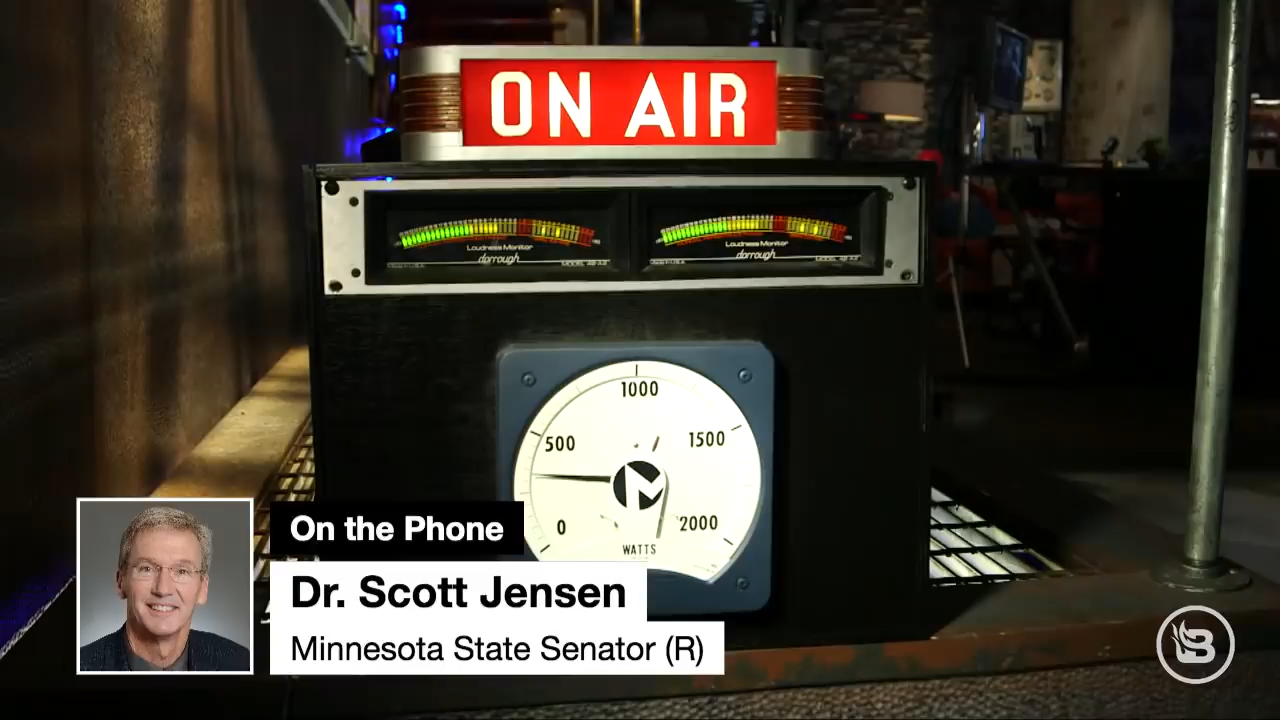 ON AIR
Loudness Monitor
dorrough
Loudness Monitor
dorrough
1000
500
1500
0
2000
WATTS
On the Phone
Dr. Scott Jensen
Minnesota State Senator (R)
B